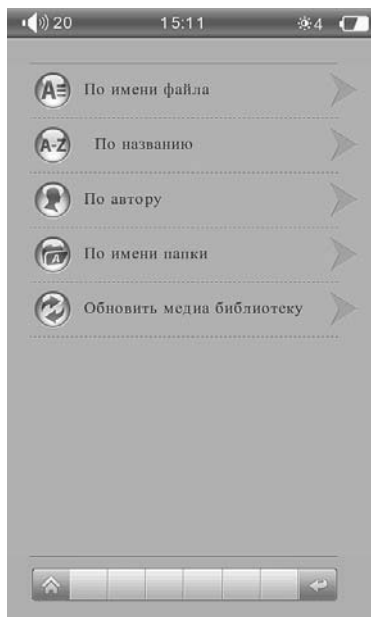 20 15:11 4
A По имени файла
A-Z По названию
По автору
A По имени папки
Обновить медиа библиотеку